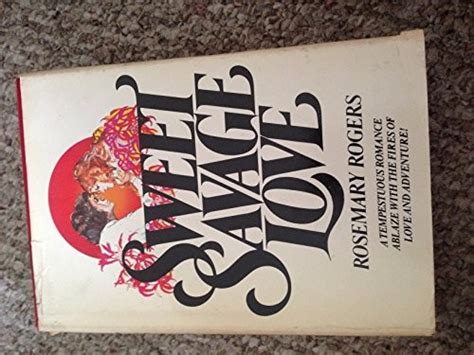 SWEET
SAVAGE
LOVE
ROSEMARY ROGERS
A TEMPESTUOUS ROMANCE
ABLAZE WITH THE FIRES OF
LOVE AND ADVENTURE!